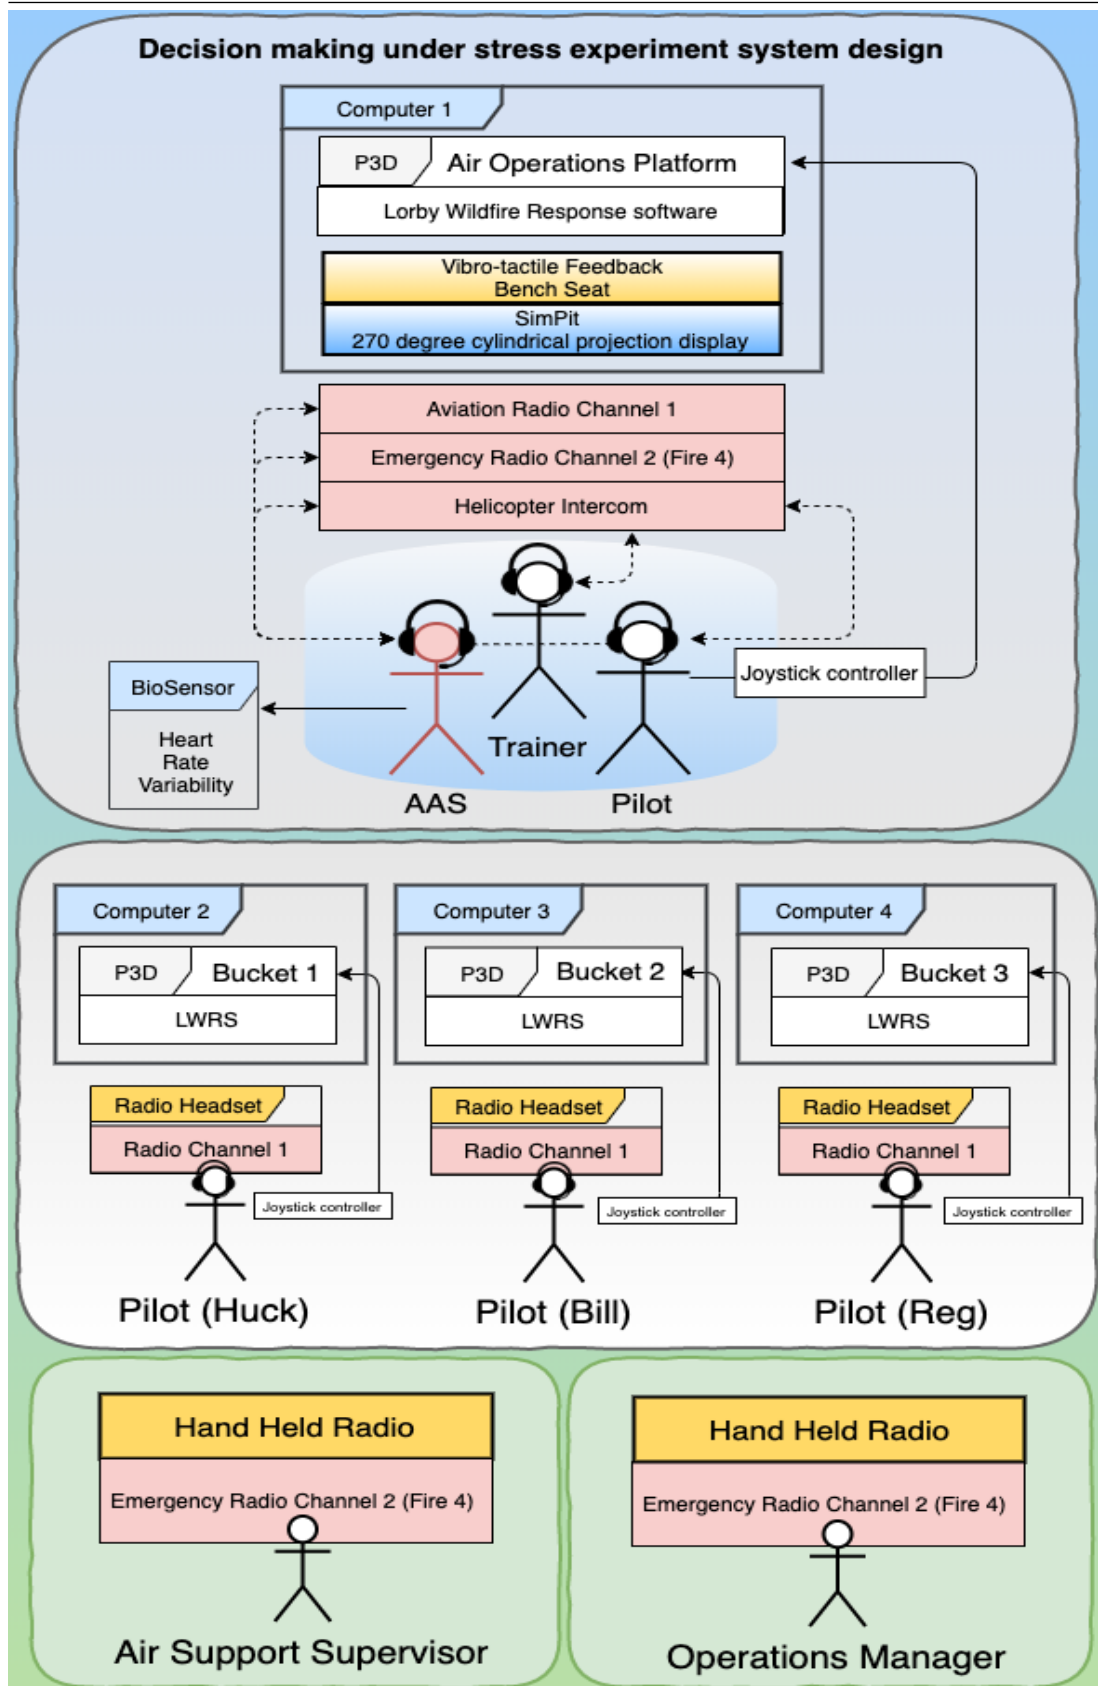 Decision making under stress experiment system design
Computer 1
P3D
Air Operations Platform
Lorby Wildfire Response software
Vibro-tactile Feedback
Bench Seat
SimPit
270 degree cylindrical projection display
Aviation Radio Channel 1
Emergency Radio Channel 2 (Fire 4)
Helicopter Intercom
Joystick controller
BioSensor
Heart
Rate
Variability
Trainer
AAS
Pilot
Computer 2
P3D
Bucket 1
LWRS
Radio Headset
Radio Channel 1
Joystick controller
Pilot (Huck)
Computer 3
P3D
Bucket 2
LWRS
Radio Headset
Radio Channel 1
Joystick controller
Pilot (Bill)
Computer 4
P3D
Bucket 3
LWRS
Radio Headset
Radio Channel 1
Joystick controller
Pilot (Reg)
Hand Held Radio
Emergency Radio Channel 2 (Fire 4)
Air Support Supervisor
Hand Held Radio
Emergency Radio Channel 2 (Fire 4)
Operations Manager